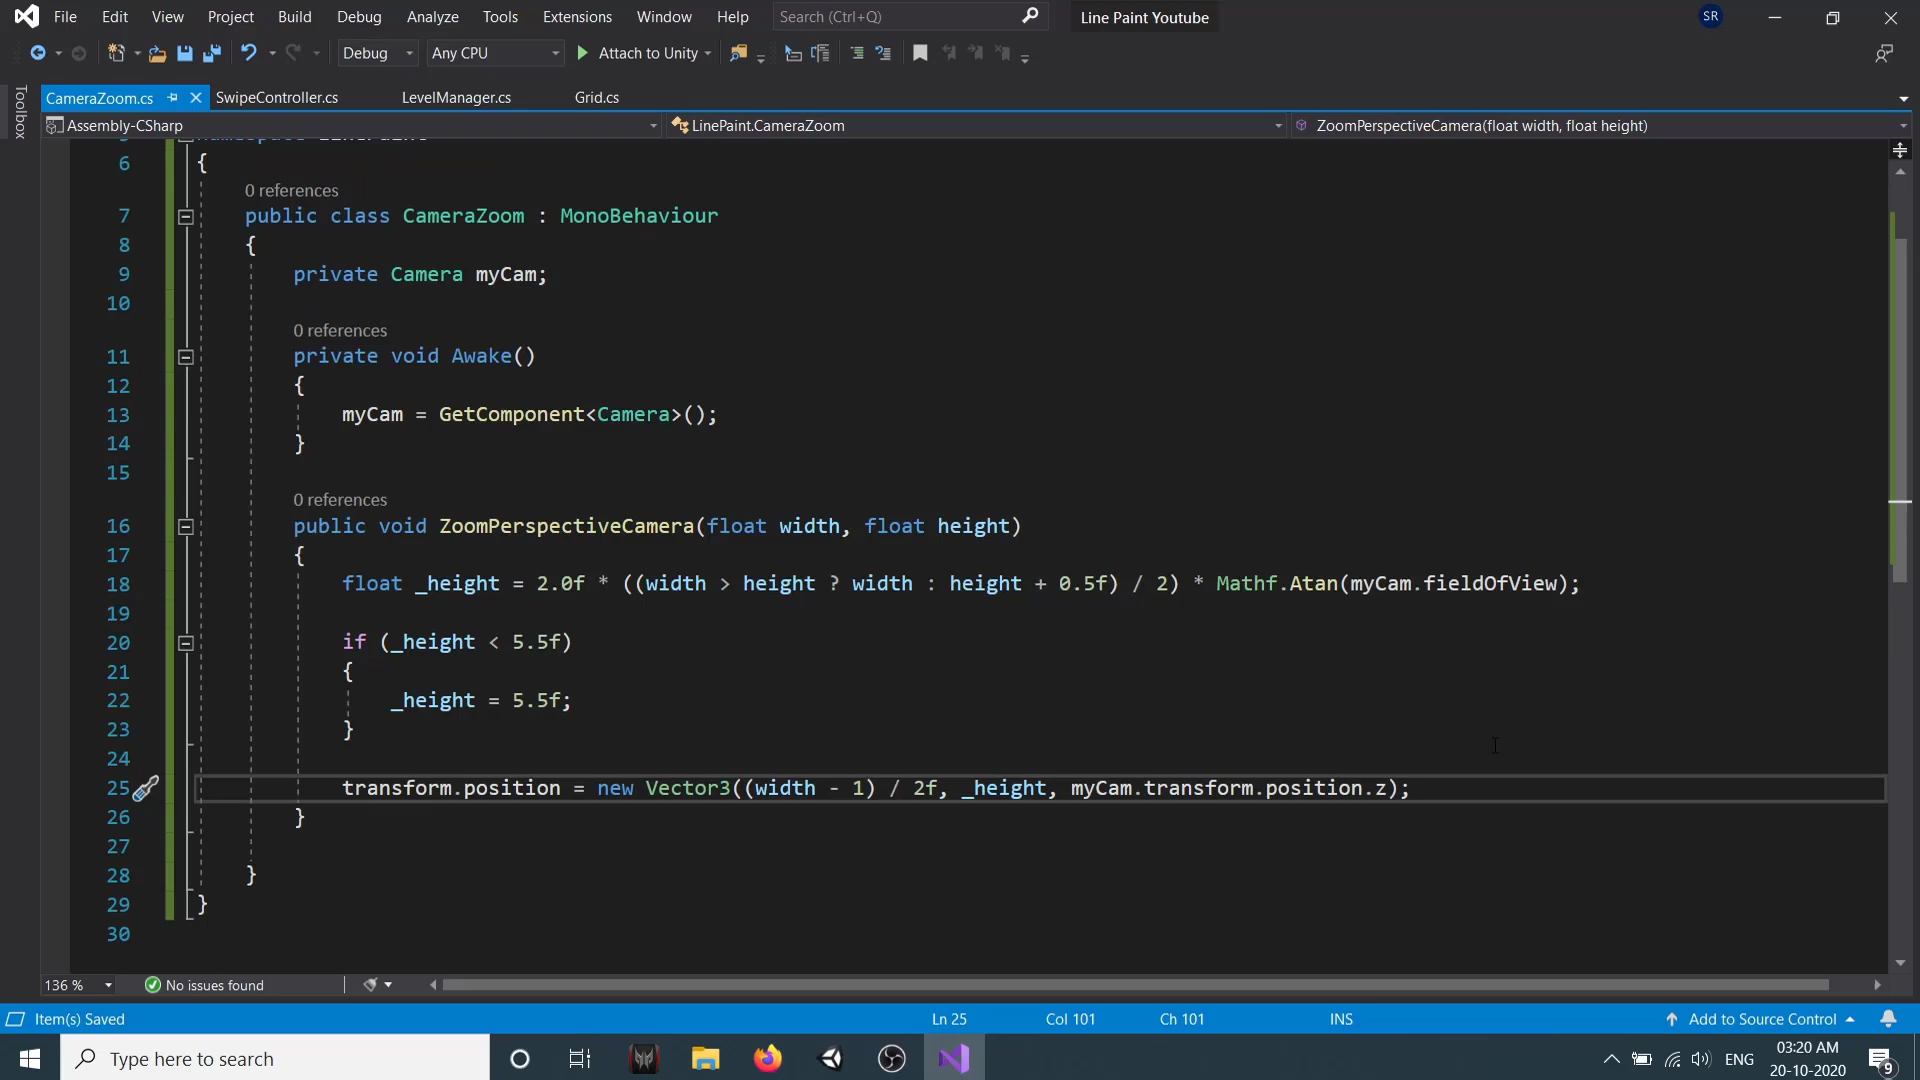 File Edit View Project Build Debug Analyze Tools Extensions Window Help Search (Ctrl+Q) Line Paint Youtube SR
Debug Any CPU Attach to Unity
Toolbox
CameraZoom.cs SwipeController.cs LevelManager.cs Grid.cs
Assembly-CSharp LinePaint.CameraZoom ZoomPerspectiveCamera(float width, float height)
6 {
0 references
7 public class CameraZoom : MonoBehaviour
8 {
9 private Camera myCam;
10
0 references
11 private void Awake()
12 {
13 myCam = GetComponent<Camera>();
14 }
15
0 references
16 public void ZoomPerspectiveCamera(float width, float height)
17 {
18 float _height = 2.0f * ((width > height ? width : height + 0.5f) / 2) * Mathf.Atan(myCam.fieldOfView);
19
20 if (_height < 5.5f)
21 {
22 _height = 5.5f;
23 }
24
25 transform.position = new Vector3((width - 1) / 2f, _height, myCam.transform.position.z);
26 }
27
28 }
29 }
30
136 % No issues found
Item(s) Saved Ln 25 Col 101 Ch 101 INS Add to Source Control
Type here to search ENG 03:20 AM
20-10-2020 9